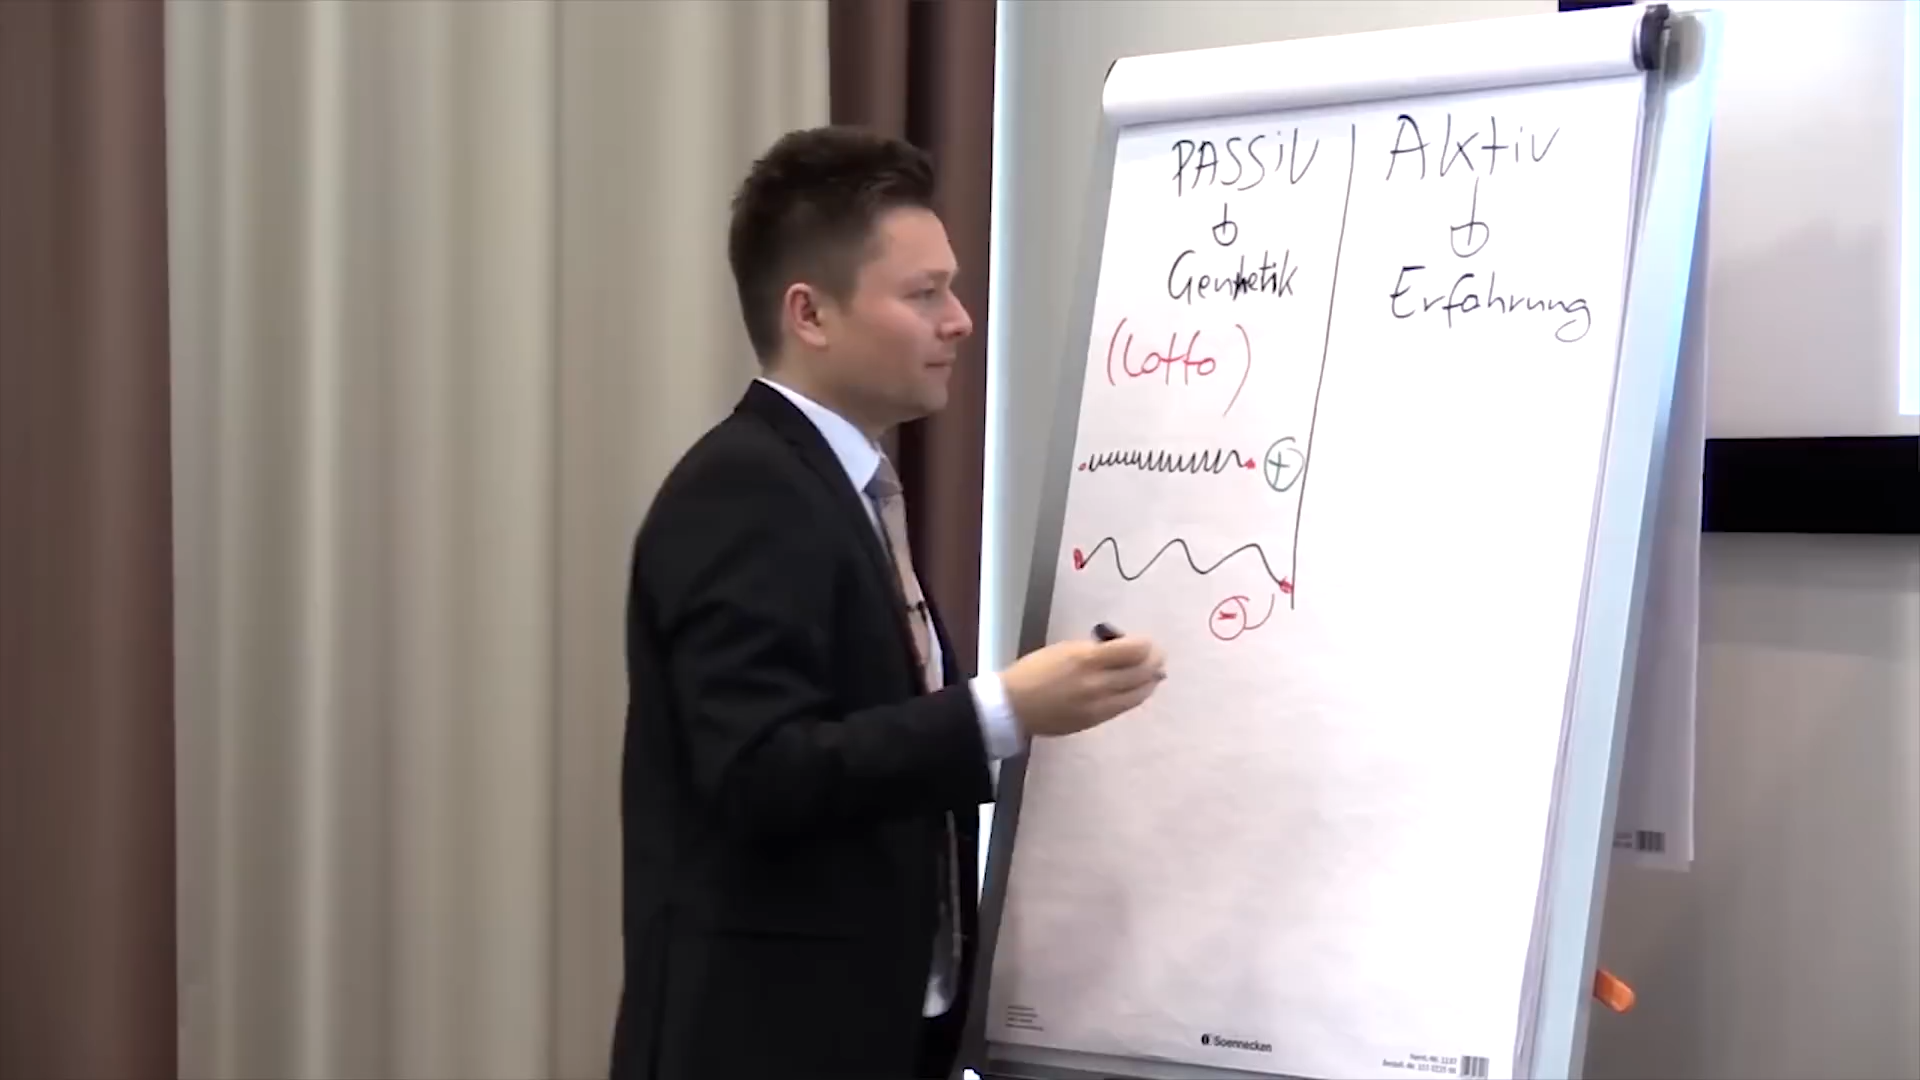 PASSiV Aktiv
Genetik Erfahrung
(Lotto)
+
-
Soennecken